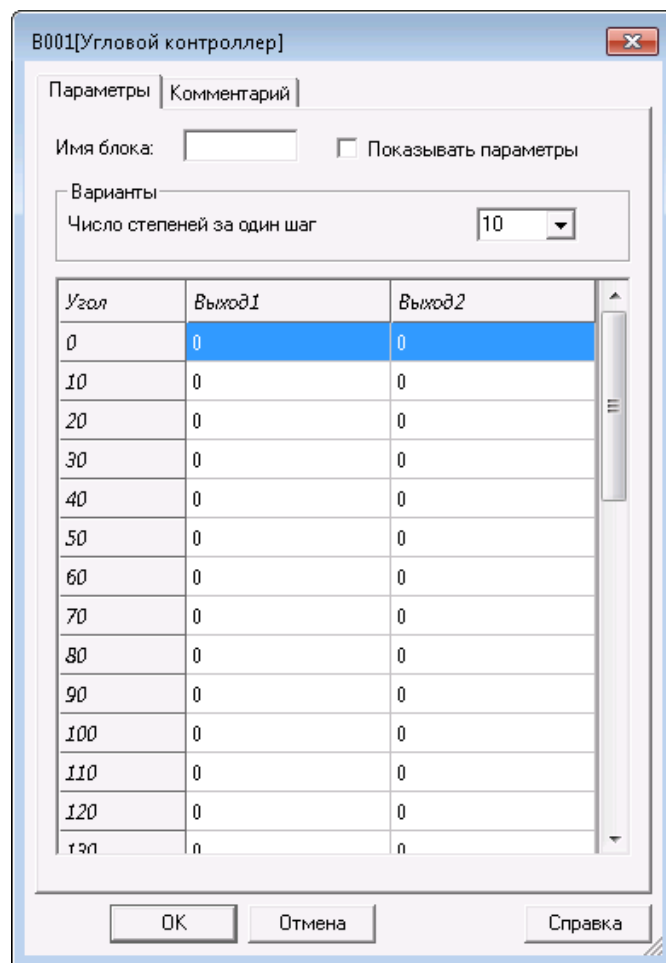 B001[Угловой контроллер]
Параметры Комментарий
Имя блока: Показывать параметры
Варианты
Число степеней за один шаг 10
Угол Выход1 Выход2
0 0 0
10 0 0
20 0 0
30 0 0
40 0 0
50 0 0
60 0 0
70 0 0
80 0 0
90 0 0
100 0 0
110 0 0
120 0 0
130 0 0
OK Отмена Справка